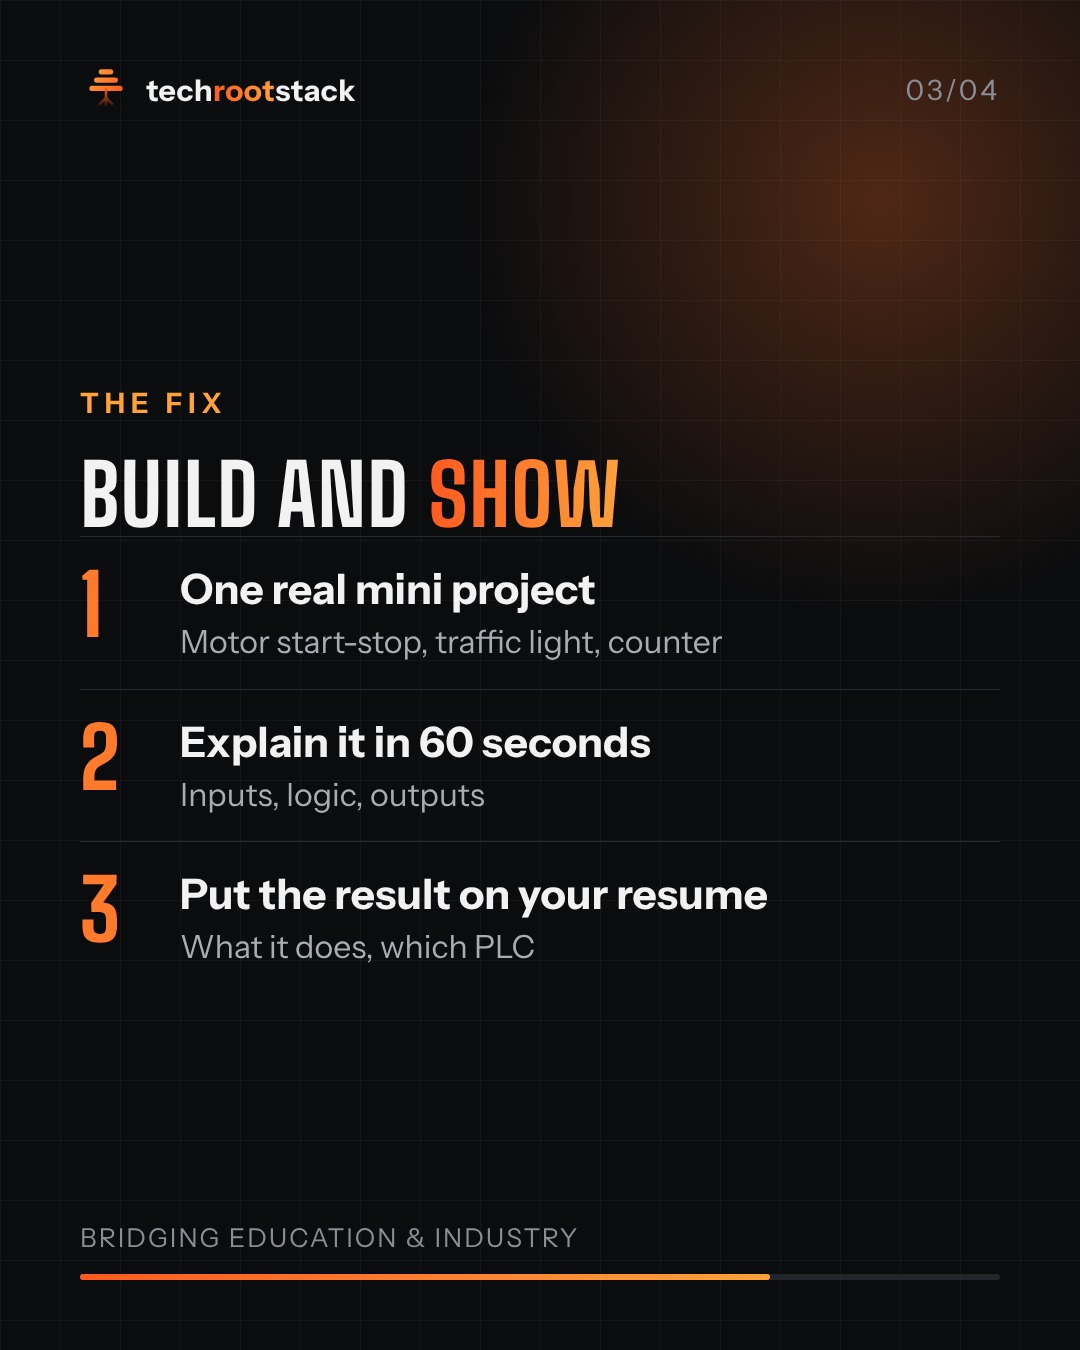 techrootstack
03/04
THE FIX
BUILD AND SHOW
1
One real mini project
Motor start-stop, traffic light, counter
2
Explain it in 60 seconds
Inputs, logic, outputs
3
Put the result on your resume
What it does, which PLC
BRIDGING EDUCATION & INDUSTRY